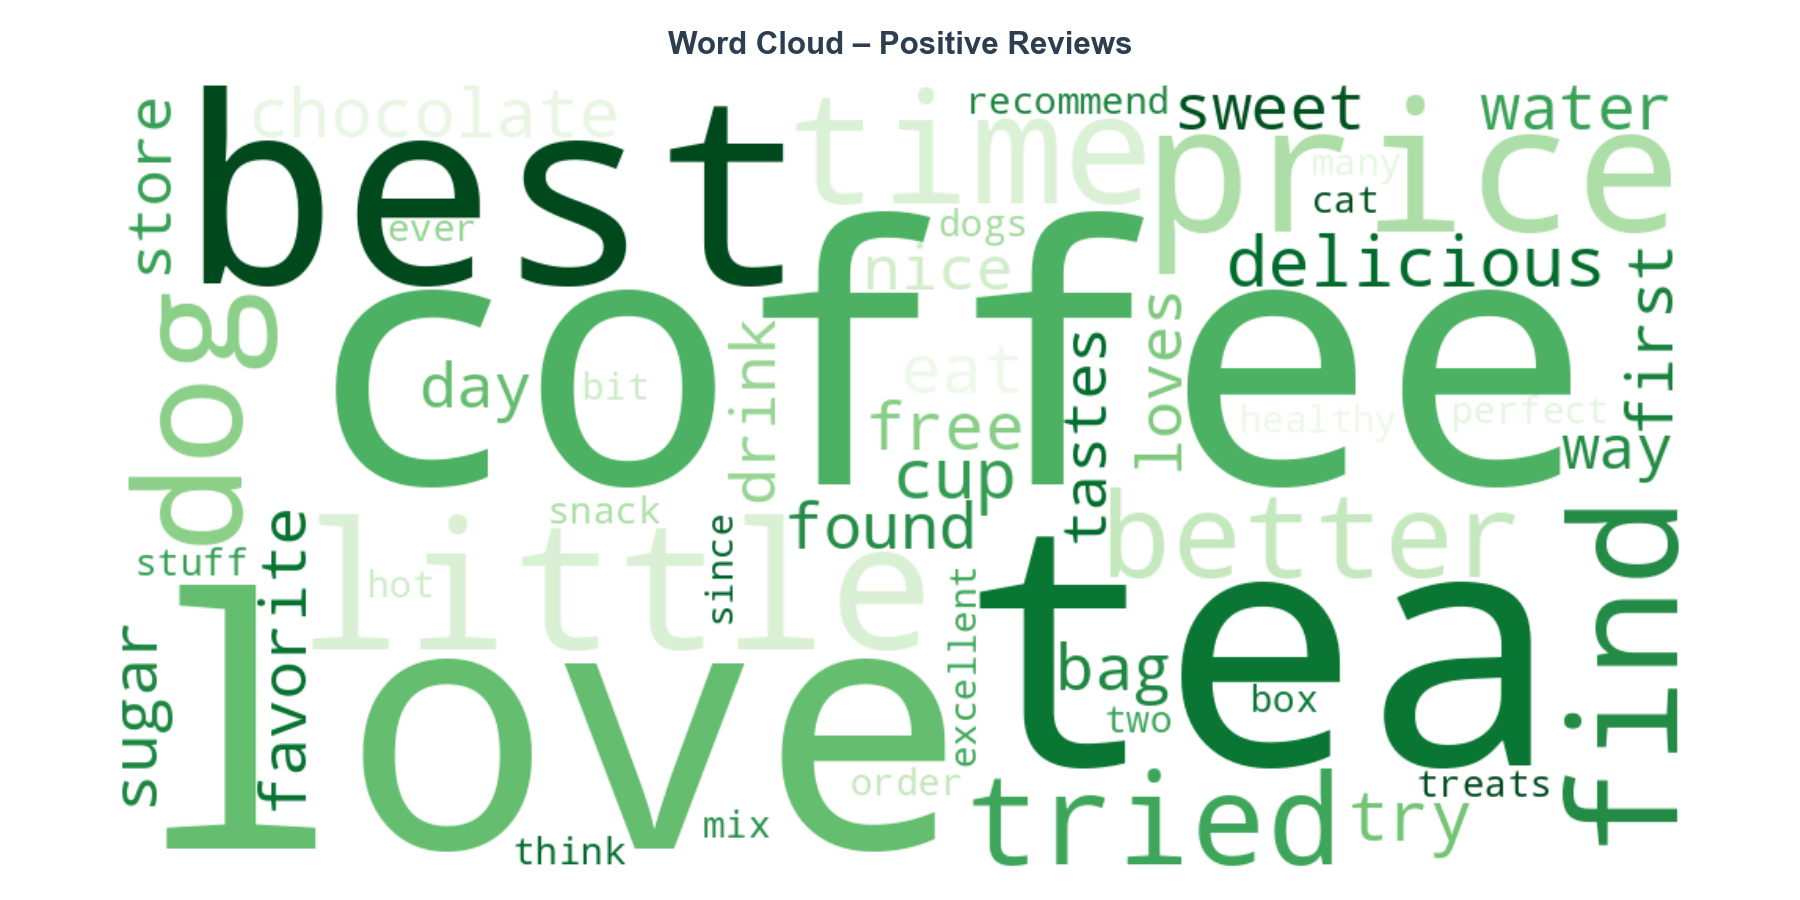 Word Cloud – Positive Reviews
store
best
chocolate
time
recommend
sweet
price
water
many
cat
ever
dogs
nice
delicious
first
dog
coffee
day
bit
drink
eat
free
cup
tastes
loves
healthy
perfect
way
snack
found
better
find
stuff
favorite
little
hot
since
excellent
tea
sugar
love
bag
two
box
order
treats
tried
try
mix
think